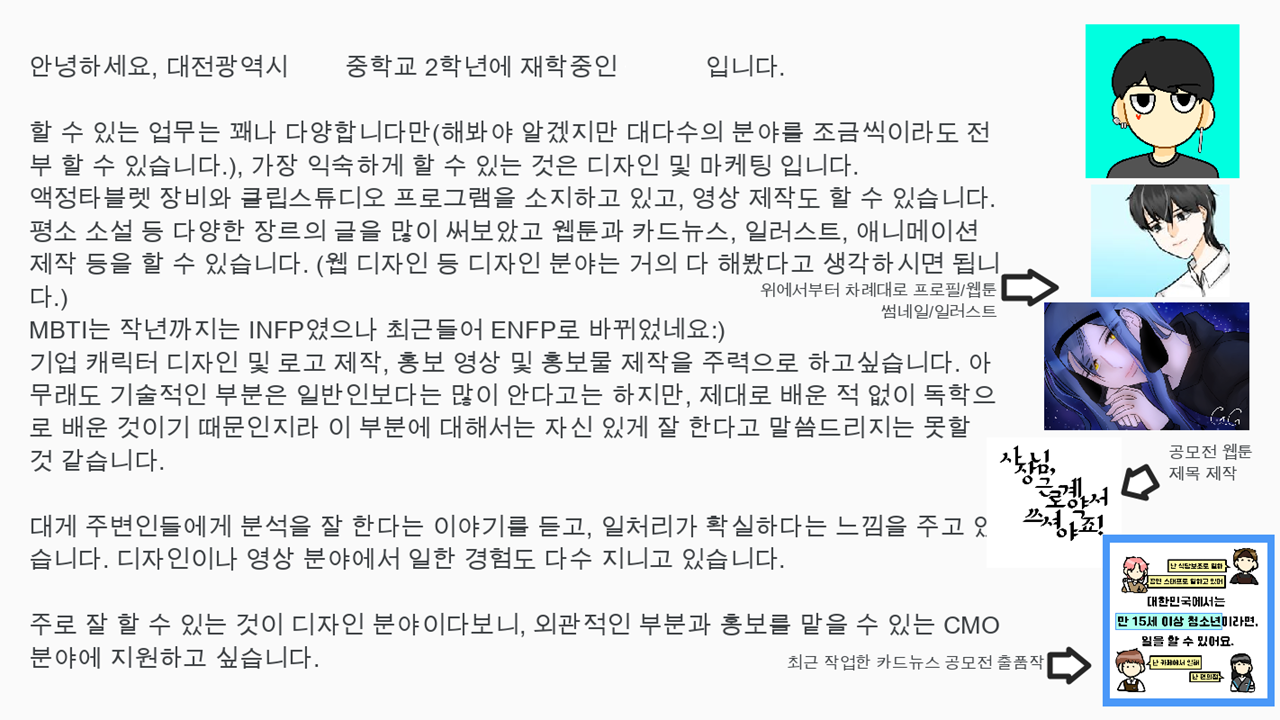 안녕하세요, 대전광역시 중학교 2학년에 재학중인 입니다.
할 수 있는 업무는 꽤나 다양합니다만(해봐야 알겠지만 대다수의 분야를 조금씩이라도 전
부 할 수 있습니다.), 가장 익숙하게 할 수 있는 것은 디자인 및 마케팅 입니다.
액정타블렛 장비와 클립스튜디오 프로그램을 소지하고 있고, 영상 제작도 할 수 있습니다.
평소 소설 등 다양한 장르의 글을 많이 써보았고 웹툰과 카드뉴스, 일러스트, 애니메이션
제작 등을 할 수 있습니다. (웹 디자인 등 디자인 분야는 거의 다 해봤다고 생각하시면 됩니
다.)
위에서부터 차례대로 프로필/웹툰
썸네일/일러스트
MBTI는 작년까지는 INFP였으나 최근들어 ENFP로 바뀌었네요:)
기업 캐릭터 디자인 및 로고 제작, 홍보 영상 및 홍보물 제작을 주력으로 하고싶습니다. 아
무래도 기술적인 부분은 일반인보다는 많이 안다고는 하지만, 제대로 배운 적 없이 독학으
로 배운 것이기 때문인지라 이 부분에 대해서는 자신 있게 잘 한다고 말씀드리지는 못할
것 같습니다.
GiG
공모전 웹툰
제목 제작
사장님,
근로계약서
쓰셔야죠!
대게 주변인들에게 분석을 잘 한다는 이야기를 듣고, 일처리가 확실하다는 느낌을 주고 있
습니다. 디자인이나 영상 분야에서 일한 경험도 다수 지니고 있습니다.
주로 잘 할 수 있는 것이 디자인 분야이다보니, 외관적인 부분과 홍보를 맡을 수 있는 CMO
분야에 지원하고 싶습니다.
최근 작업한 카드뉴스 공모전 출품작
난 식당보조로 일해
공연 스태프로 일하고 있어
대한민국에서는
만 15세 이상 청소년이라면,
일을 할 수 있어요.
난 카페에서 일해
난 편의점